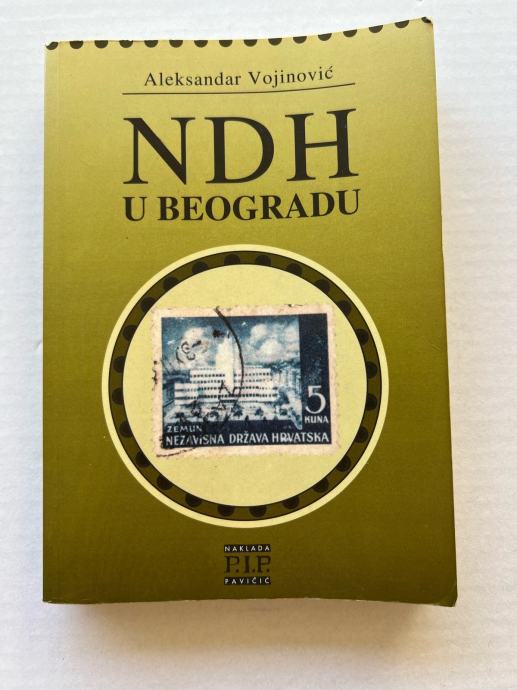 Aleksandar Vojinović
NDH
U BEOGRADU
5
KUNA
ZEMUN
NEZAVISNA DRŽAVA HRVATSKA
NAKLADA
P.I.P.
PAVIČIĆ